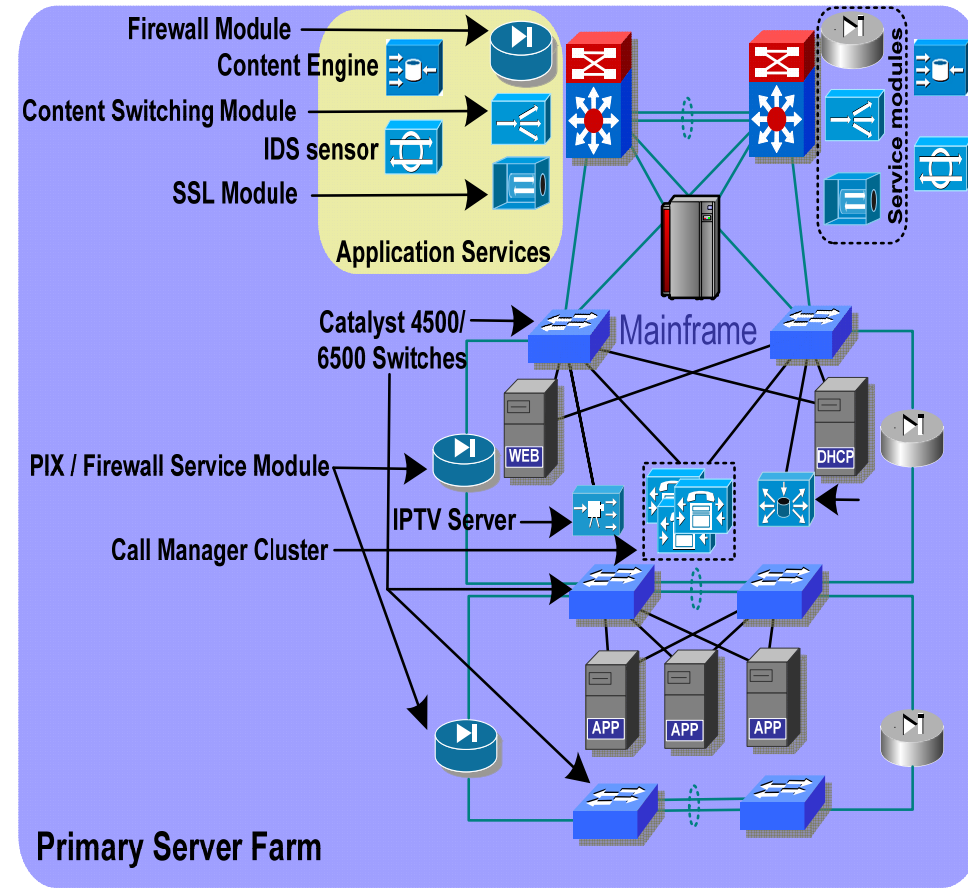 Firewall Module
Content Engine
Content Switching Module
IDS sensor
SSL Module
Application Services
Service modules
Catalyst 4500/
6500 Switches
Mainframe
WEB
DHCP
PIX / Firewall Service Module
IPTV Server
Call Manager Cluster
APP
APP
APP
Primary Server Farm